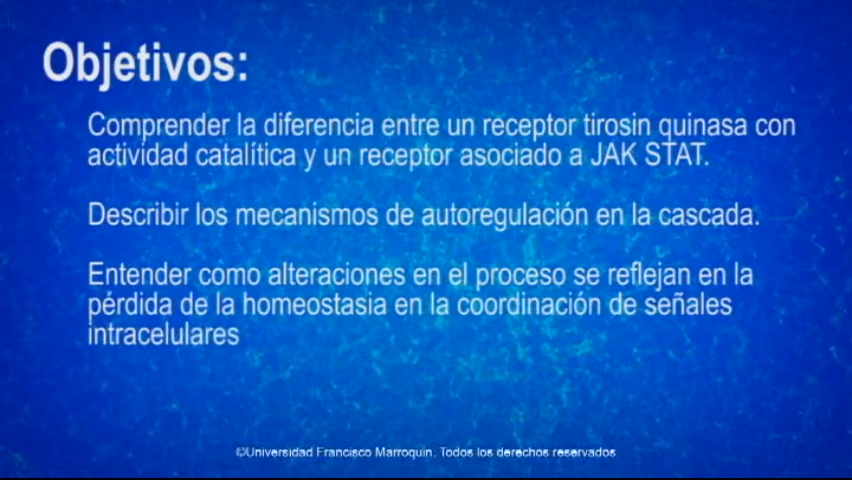 Objetivos:
Comprender la diferencia entre un receptor tirosin quinasa con
actividad catalítica y un receptor asociado a JAK STAT.
Describir los mecanismos de autoregulación en la cascada.
Entender como alteraciones en el proceso se reflejan en la
pérdida de la homeostasia en la coordinación de señales
intracelulares
©Universidad Francisco Marroquin. Todos los derechos reservados